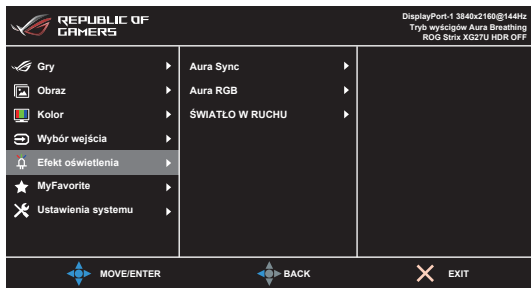 REPUBLIC OF
GAMERS
DisplayPort-1 3840x2160@144Hz
Tryb wyścigów Aura Breathing
ROG Strix XG27U HDR OFF
Gry
Obraz
Kolor
Wybór wejścia
Efekt oświetlenia
MyFavorite
Ustawienia systemu
Aura Sync
Aura RGB
ŚWIATŁO W RUCHU
MOVE/ENTER
BACK
EXIT